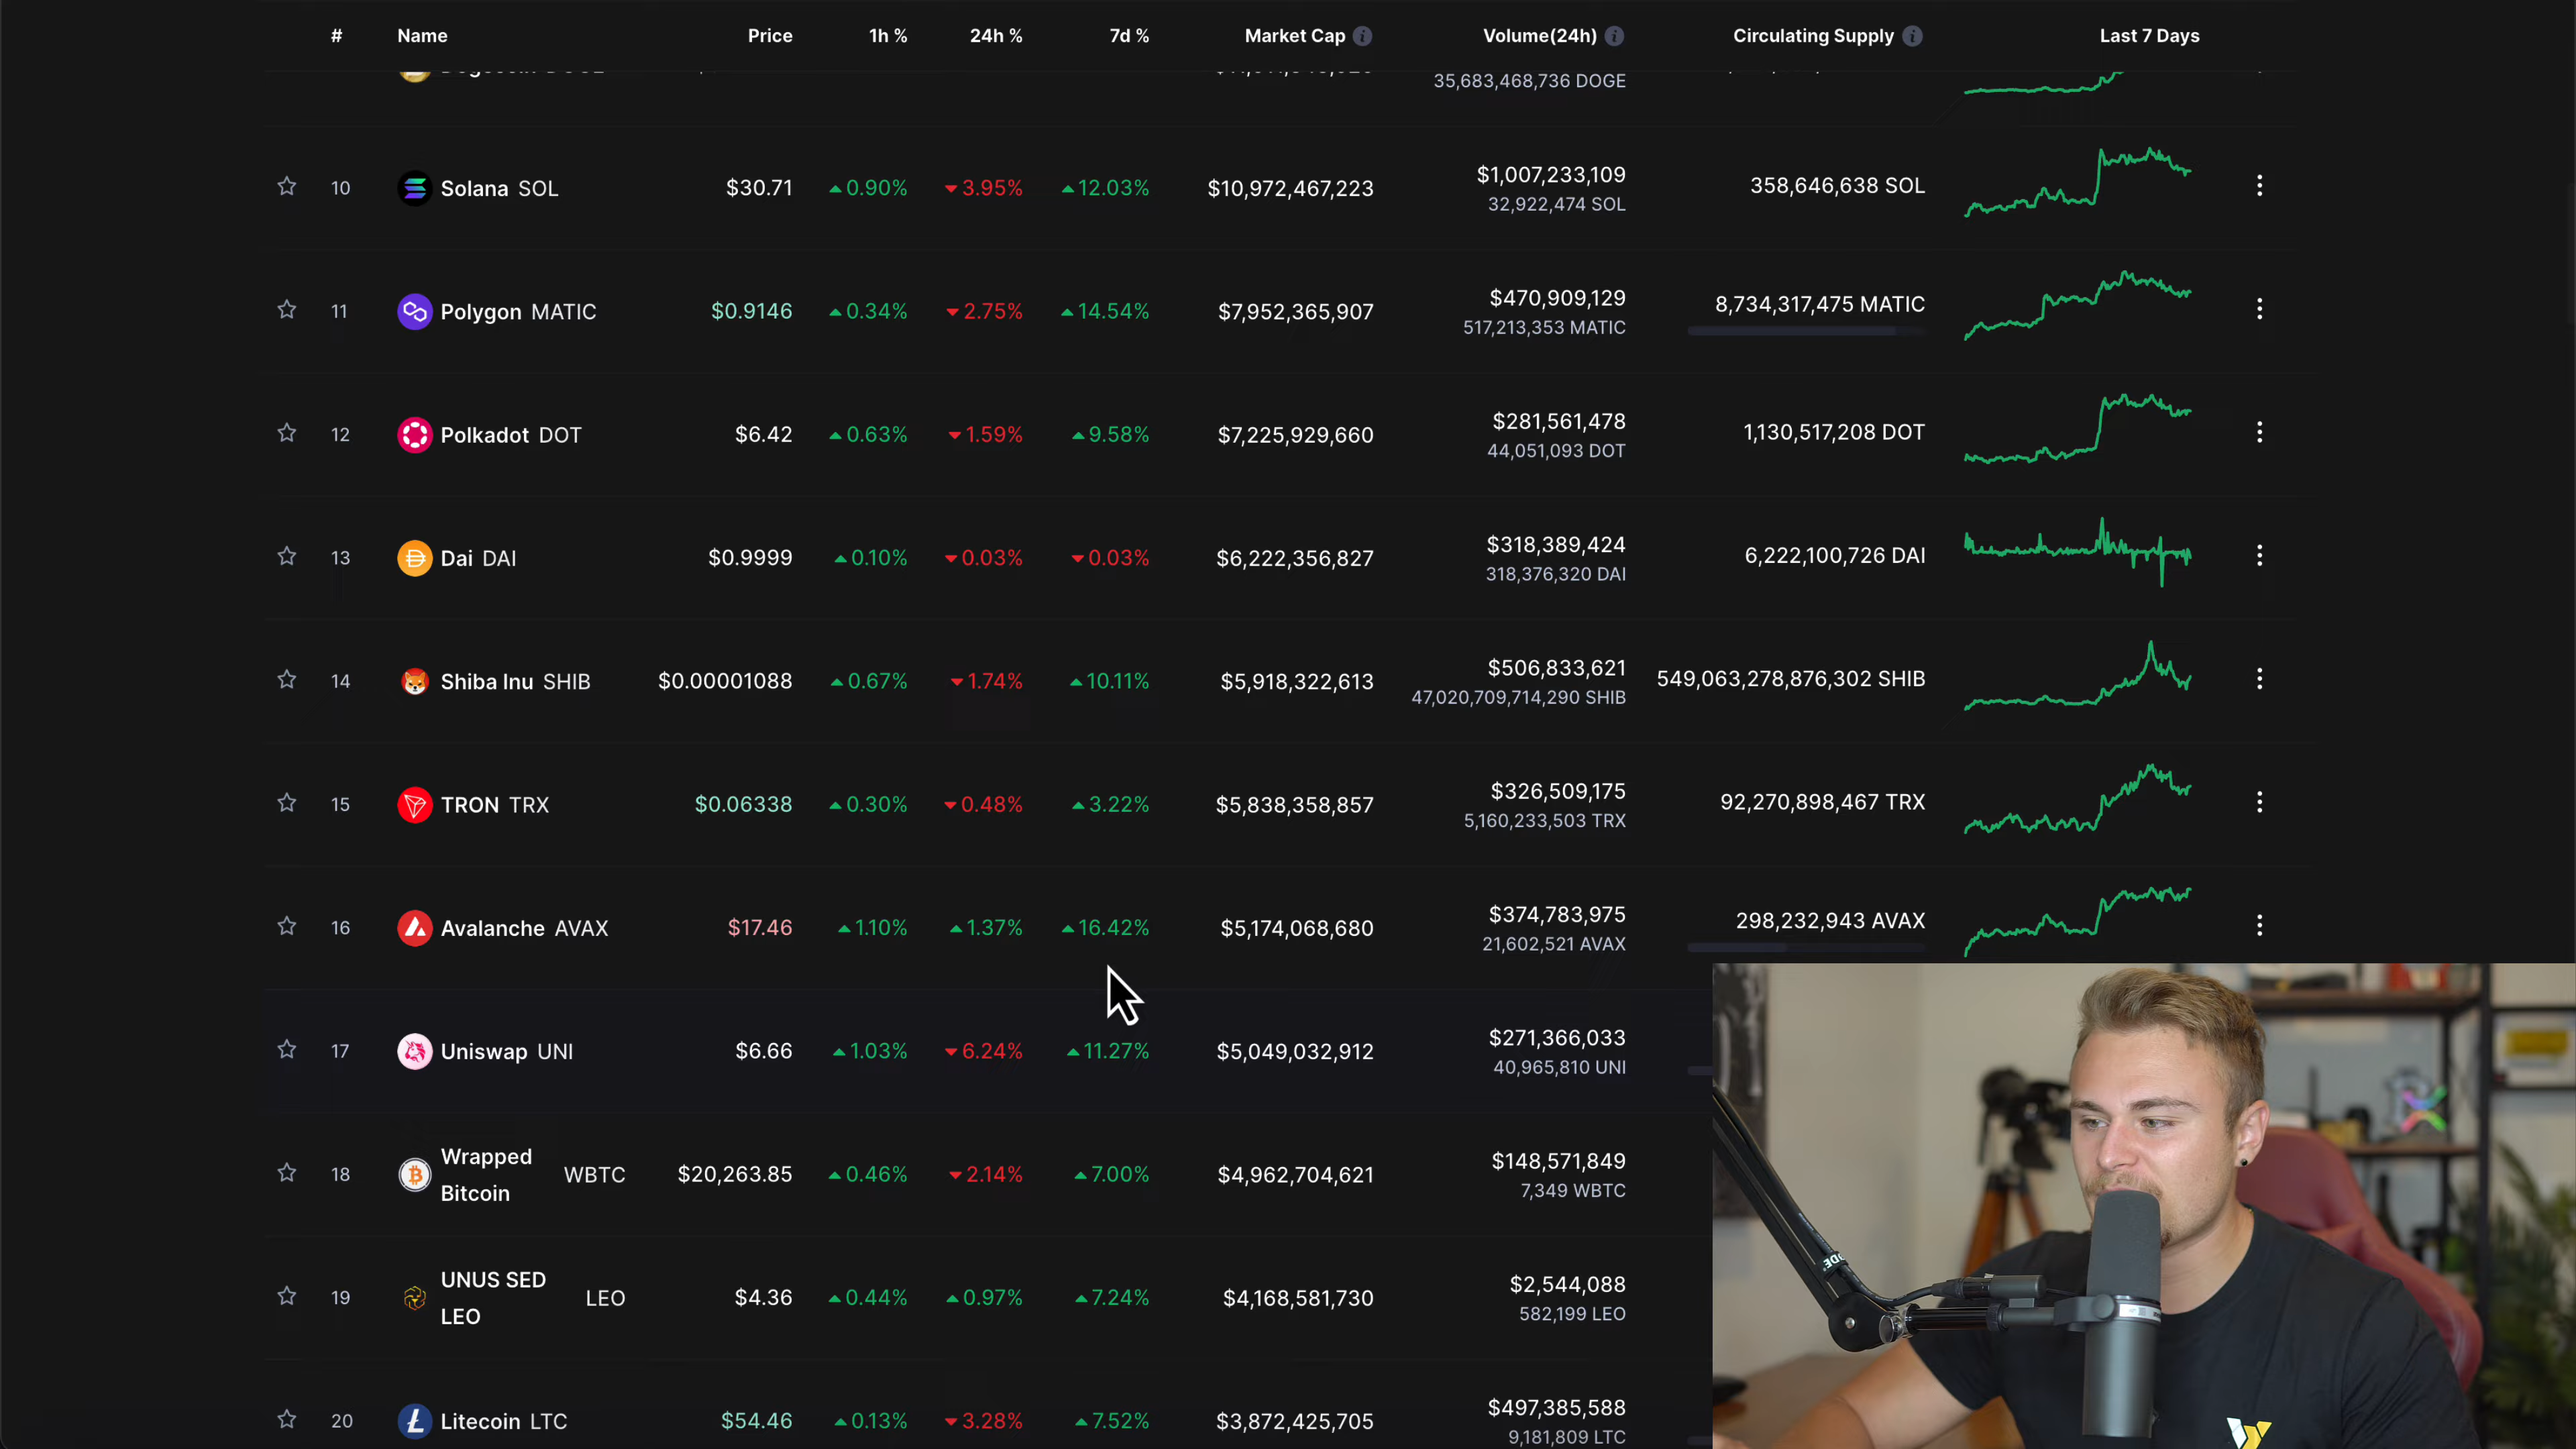 # Name Price 1h % 24h % 7d % Market Cap Volume(24h) Circulating Supply Last 7 Days
35,683,468,736 DOGE
10 Solana SOL $30.71 0.90% 3.95% 12.03% $10,972,467,223 $1,007,233,109 358,646,638 SOL
32,922,474 SOL
11 Polygon MATIC $0.9146 0.34% 2.75% 14.54% $7,952,365,907 $470,909,129 8,734,317,475 MATIC
517,213,353 MATIC
12 Polkadot DOT $6.42 0.63% 1.59% 9.58% $7,225,929,660 $281,561,478 1,130,517,208 DOT
44,051,093 DOT
13 Dai DAI $0.9999 0.10% 0.03% 0.03% $6,222,356,827 $318,389,424 6,222,100,726 DAI
318,376,320 DAI
14 Shiba Inu SHIB $0.00001088 0.67% 1.74% 10.11% $5,918,322,613 $506,833,621 549,063,278,876,302 SHIB
47,020,709,714,290 SHIB
15 TRON TRX $0.06338 0.30% 0.48% 3.22% $5,838,358,857 $326,509,175 92,270,898,467 TRX
5,160,233,503 TRX
16 Avalanche AVAX $17.46 1.10% 1.37% 16.42% $5,174,068,680 $374,783,975 298,232,943 AVAX
21,602,521 AVAX
17 Uniswap UNI $6.66 1.03% 6.24% 11.27% $5,049,032,912 $271,366,033
40,965,810 UNI
18 Wrapped Bitcoin WBTC $20,263.85 0.46% 2.14% 7.00% $4,962,704,621 $148,571,849
7,349 WBTC
19 UNUS SED LEO LEO $4.36 0.44% 0.97% 7.24% $4,168,581,730 $2,544,088
582,199 LEO
20 Litecoin LTC $54.46 0.13% 3.28% 7.52% $3,872,425,705 $497,385,588
9,181,809 LTC